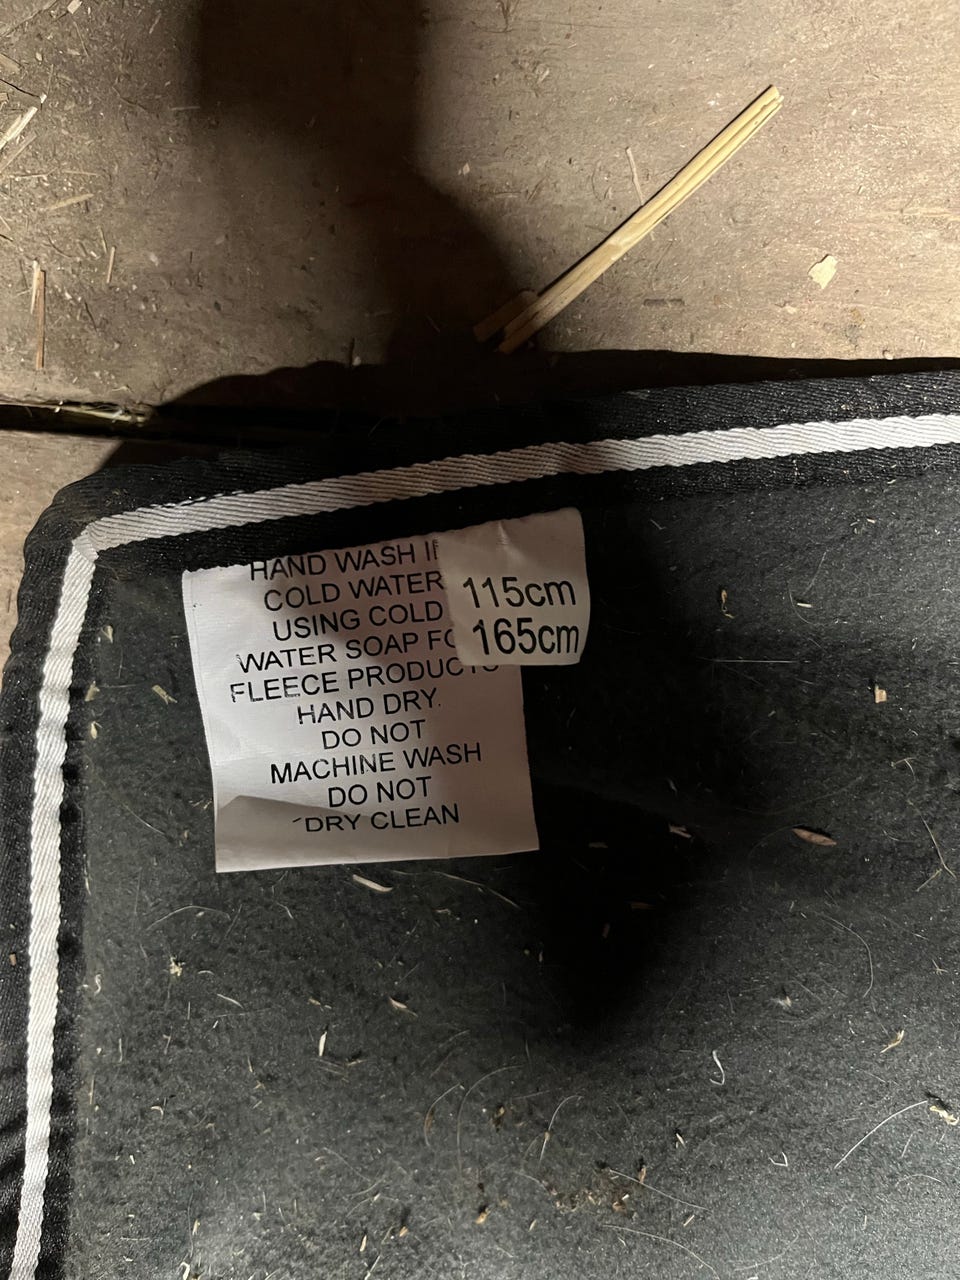 HAND WASH
COLD WATER
USING COLD
WATER SOAP
FLEECE PRODUCTS
HAND DRY.
DO NOT
MACHINE WASH
DO NOT
DRY CLEAN
115cm
165cm